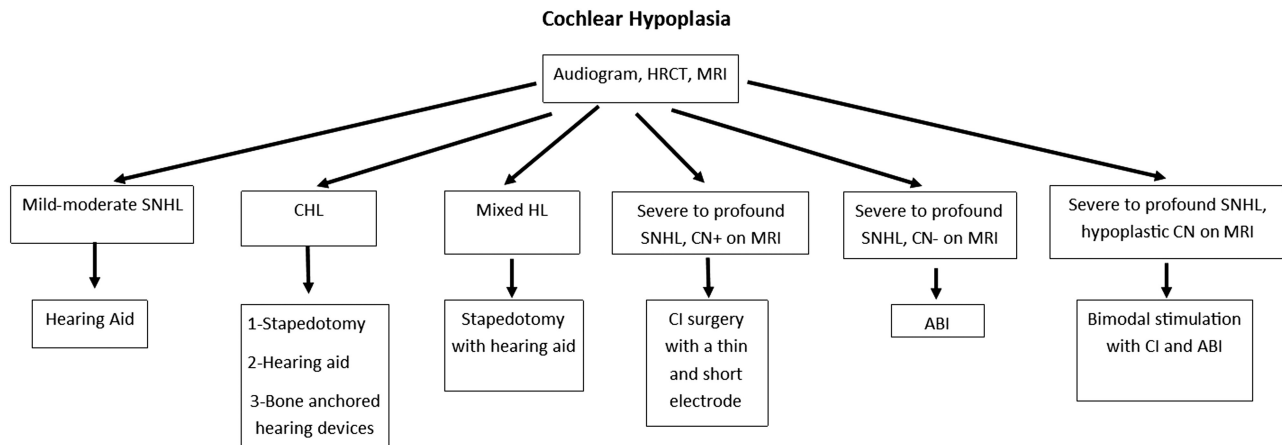 Cochlear Hypoplasia
Audiogram, HRCT, MRI
Mild-moderate SNHL
CHL
Mixed HL
Severe to profound
SNHL, CN+ on MRI
Severe to profound
SNHL, CN- on MRI
Severe to profound SNHL,
hypoplastic CN on MRI
Hearing Aid
1-Stapedotomy
2-Hearing aid
3-Bone anchored
hearing devices
Stapedotomy
with hearing aid
CI surgery
with a thin
and short
electrode
ABI
Bimodal stimulation
with CI and ABI